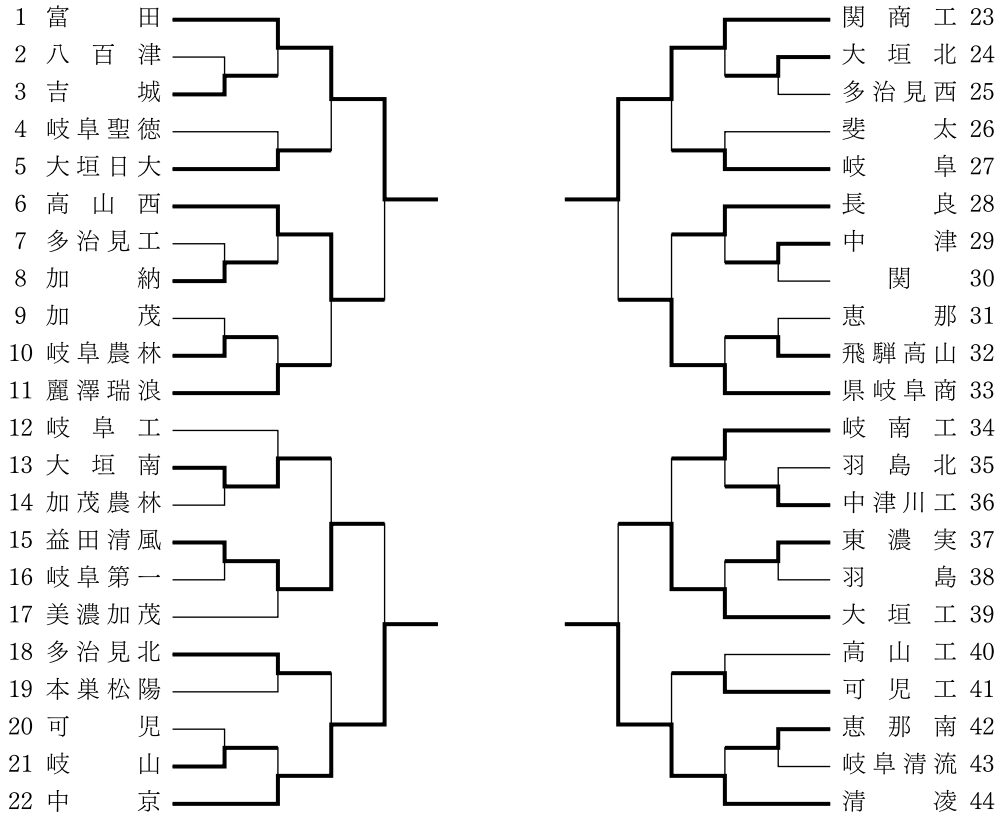 1 富田
2 八百津
3 吉城
4 岐阜聖徳
5 大垣日大
6 高山西
7 多治見工
8 加納
9 加茂
10 岐阜農林
11 麗澤瑞浪
12 岐阜工
13 大垣南
14 加茂農林
15 益田清風
16 岐阜第一
17 美濃加茂
18 多治見北
19 本巣松陽
20 可児
21 岐山
22 中京
関商工 23
大垣北 24
多治見西 25
斐太 26
岐阜 27
長良 28
中津 29
関 30
恵那 31
飛騨高山 32
県岐阜商 33
岐南工 34
羽島北 35
中津川工 36
東濃実 37
羽島 38
大垣工 39
高山工 40
可児工 41
恵那南 42
岐阜清流 43
清凌 44